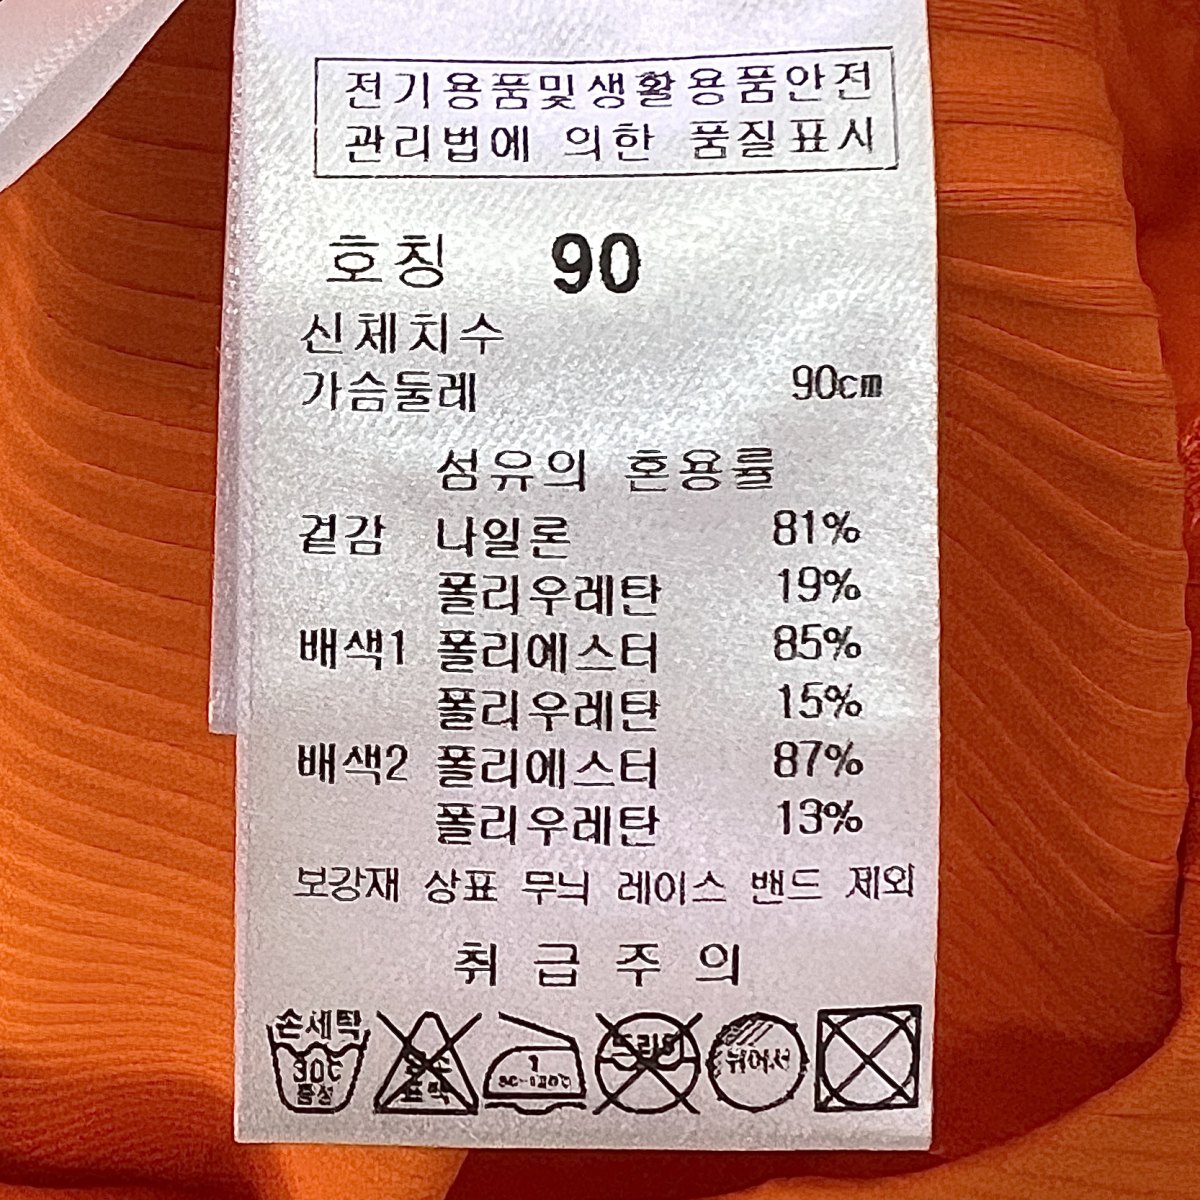 전기용품및생활용품안전
관리법에 의한 품질표시
호칭 90
신체치수
가슴둘레 90cm
섬유의 혼용률
겉감 나일론 81%
폴리우레탄 19%
배색1 폴리에스터 85%
폴리우레탄 15%
배색2 폴리에스터 87%
폴리우레탄 13%
보강재 상표 무늬 레이스 밴드 제외
취급주의
손세탁
30℃
중성
드라이
뉘어서